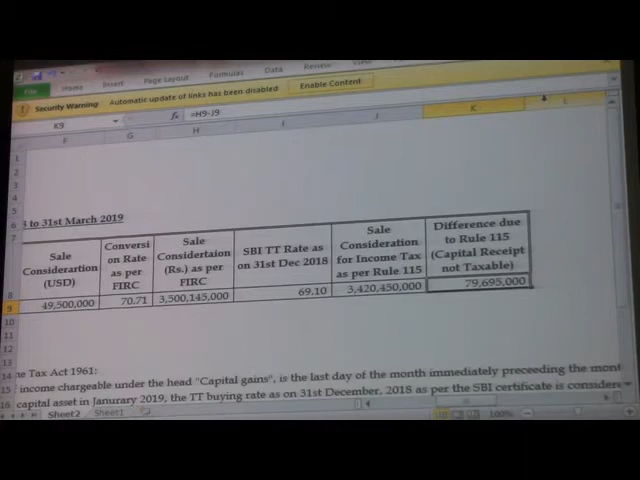 File Home Insert Page Layout Formulas Data Review View
Security Warning Automatic update of links has been disabled Enable Content
K9 fx =H9-J9
F G H I J K L
1
2
3
4
5
6 to 31st March 2019
7
8 Sale Considerartion (USD) Conversi on Rate as per FIRC Sale Considertaion (Rs.) as per FIRC SBI TT Rate as on 31st Dec 2018 Sale Consideration for Income Tax as per Rule 115 Difference due to Rule 115 (Capital Receipt not Taxable)
9 49,500,000 70.71 3,500,145,000 69.10 3,420,450,000 79,695,000
10
11
12
13
14 Tax Act 1961:
15 income chargeable under the head "Capital gains", is the last day of the month immediately preceeding the
16 capital asset in Janurary 2019, the TT buying rate as on 31st December, 2018 as per the SBI certificate is
Sheet2 Sheet1 100%